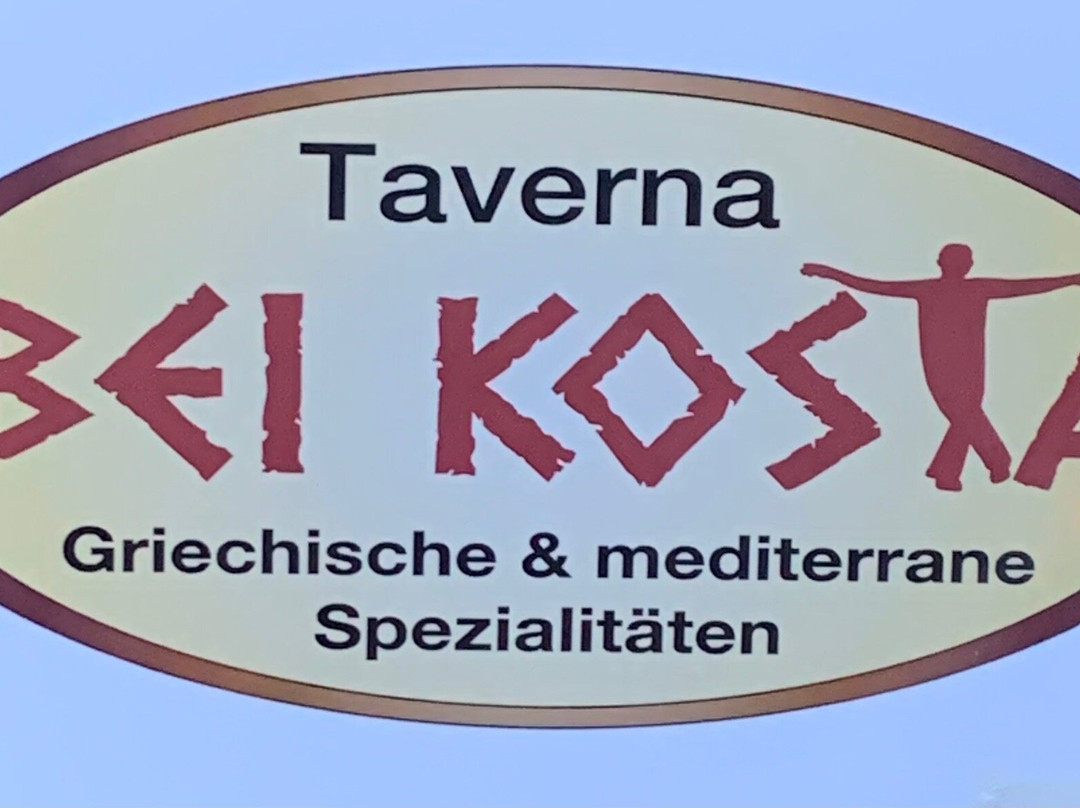 Taverna
BEI KOSTA
Griechische & mediterrane
Spezialitäten